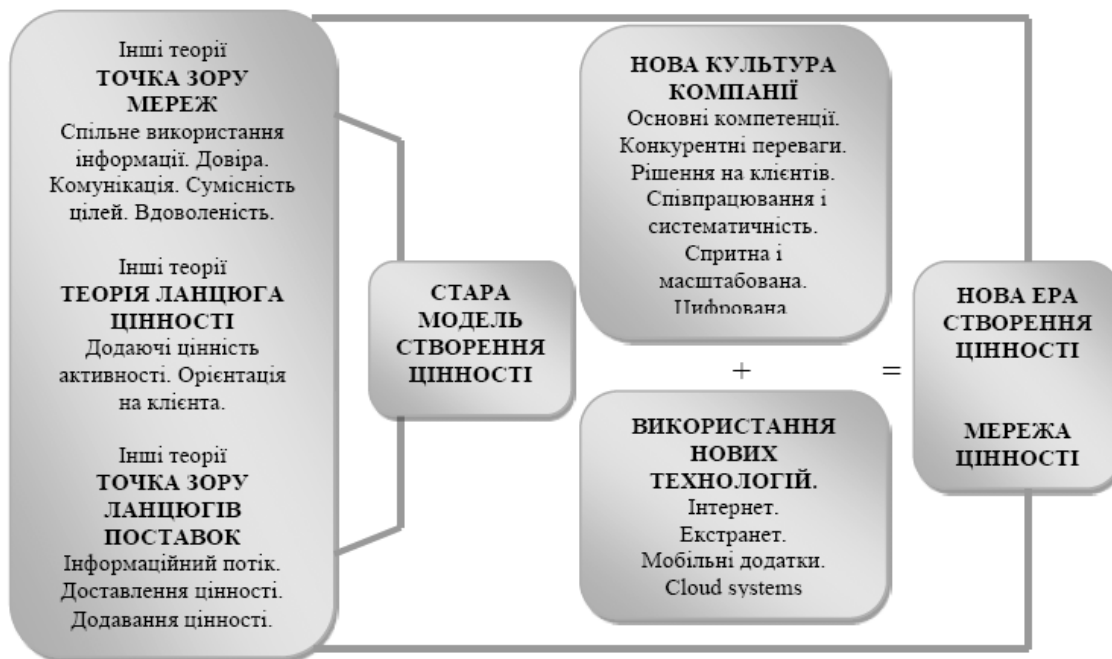 Інші теорії
ТОЧКА ЗОРУ
МЕРЕЖ
Спільне використання
інформації. Довіра.
Комунікація. Сумісність
цілей. Вдоволеність.
Інші теорії
ТЕОРІЯ ЛАНЦЮГА
ЦІННОСТІ
Додаючі цінність
активності. Орієнтація
на клієнта.
Інші теорії
ТОЧКА ЗОРУ
ЛАНЦЮГІВ
ПОСТАВОК
Інформаційний потік.
Доставлення цінності.
Додавання цінності.
СТАРА
МОДЕЛЬ
СТВОРЕННЯ
ЦІННОСТІ
НОВА КУЛЬТУРА
КОМПАНІЇ
Основні компетенції.
Конкурентні переваги.
Рішення на клієнтів.
Співпрацювання і
систематичність.
Спритна і
масштабована.
Цифрована
+
ВИКОРИСТАННЯ
НОВИХ
ТЕХНОЛОГІЙ.
Інтернет.
Екстранет.
Мобільні додатки.
Cloud systems
=
НОВА ЕРА
СТВОРЕННЯ
ЦІННОСТІ
МЕРЕЖА
ЦІННОСТІ